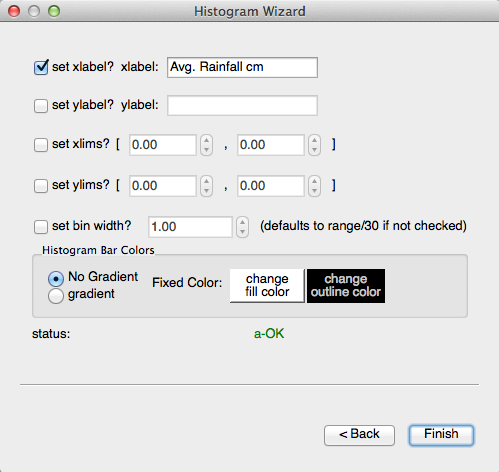 Histogram Wizard
set xlabel? xlabel: Avg. Rainfall cm
set ylabel? ylabel:
set xlims? [ 0.00 , 0.00 ]
set ylims? [ 0.00 , 0.00 ]
set bin width? 1.00 (defaults to range/30 if not checked)
Histogram Bar Colors
No Gradient
gradient
Fixed Color:
change
fill color
change
outline color
status: a-OK
< Back Finish